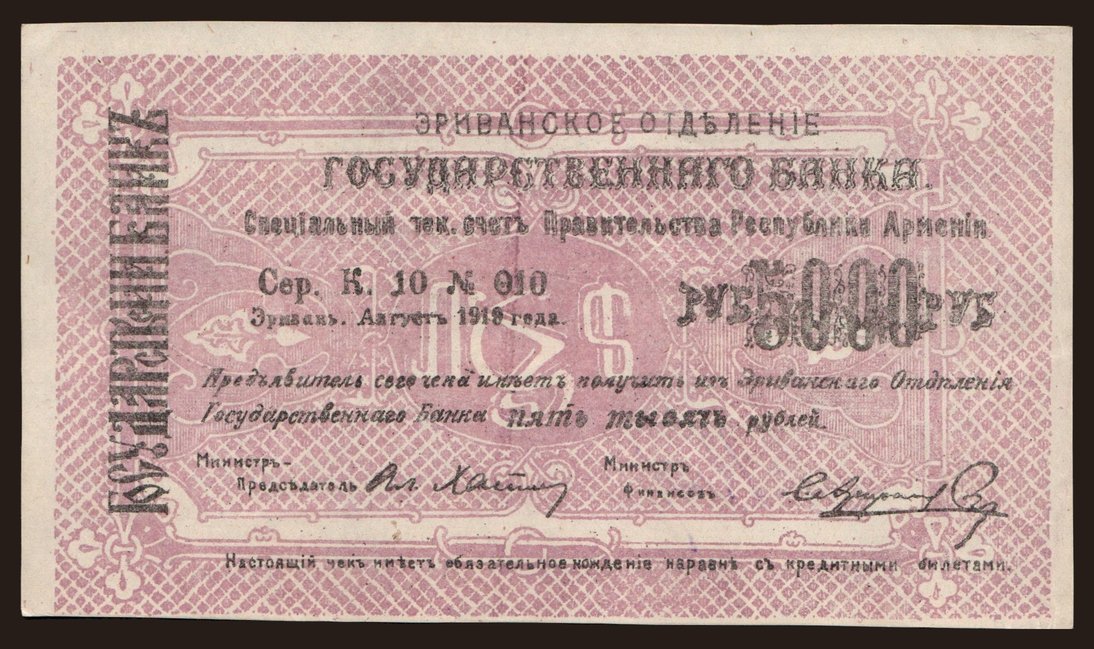 ЭРИВАНСКОЕ ОТДѢЛЕНІЕ
ГОСУДАРСТВЕННАГО БАНКА.
Спеціальный тек. счетъ Правительства Республики Арменіи
Сер. К. 10 № 010
Эривань. Августъ 1919 года.
РУБ 5000 РУБ
Предъявитель сего чека имѣетъ получить изъ Эриванскаго Отдѣленія
Государственнаго Банка пять тысячъ рублей.
Министръ-
Предсѣдатель
Министръ
Финансовъ
Настоящій чекъ имѣетъ обязательное хожденіе наравнѣ съ кредитными билетами.